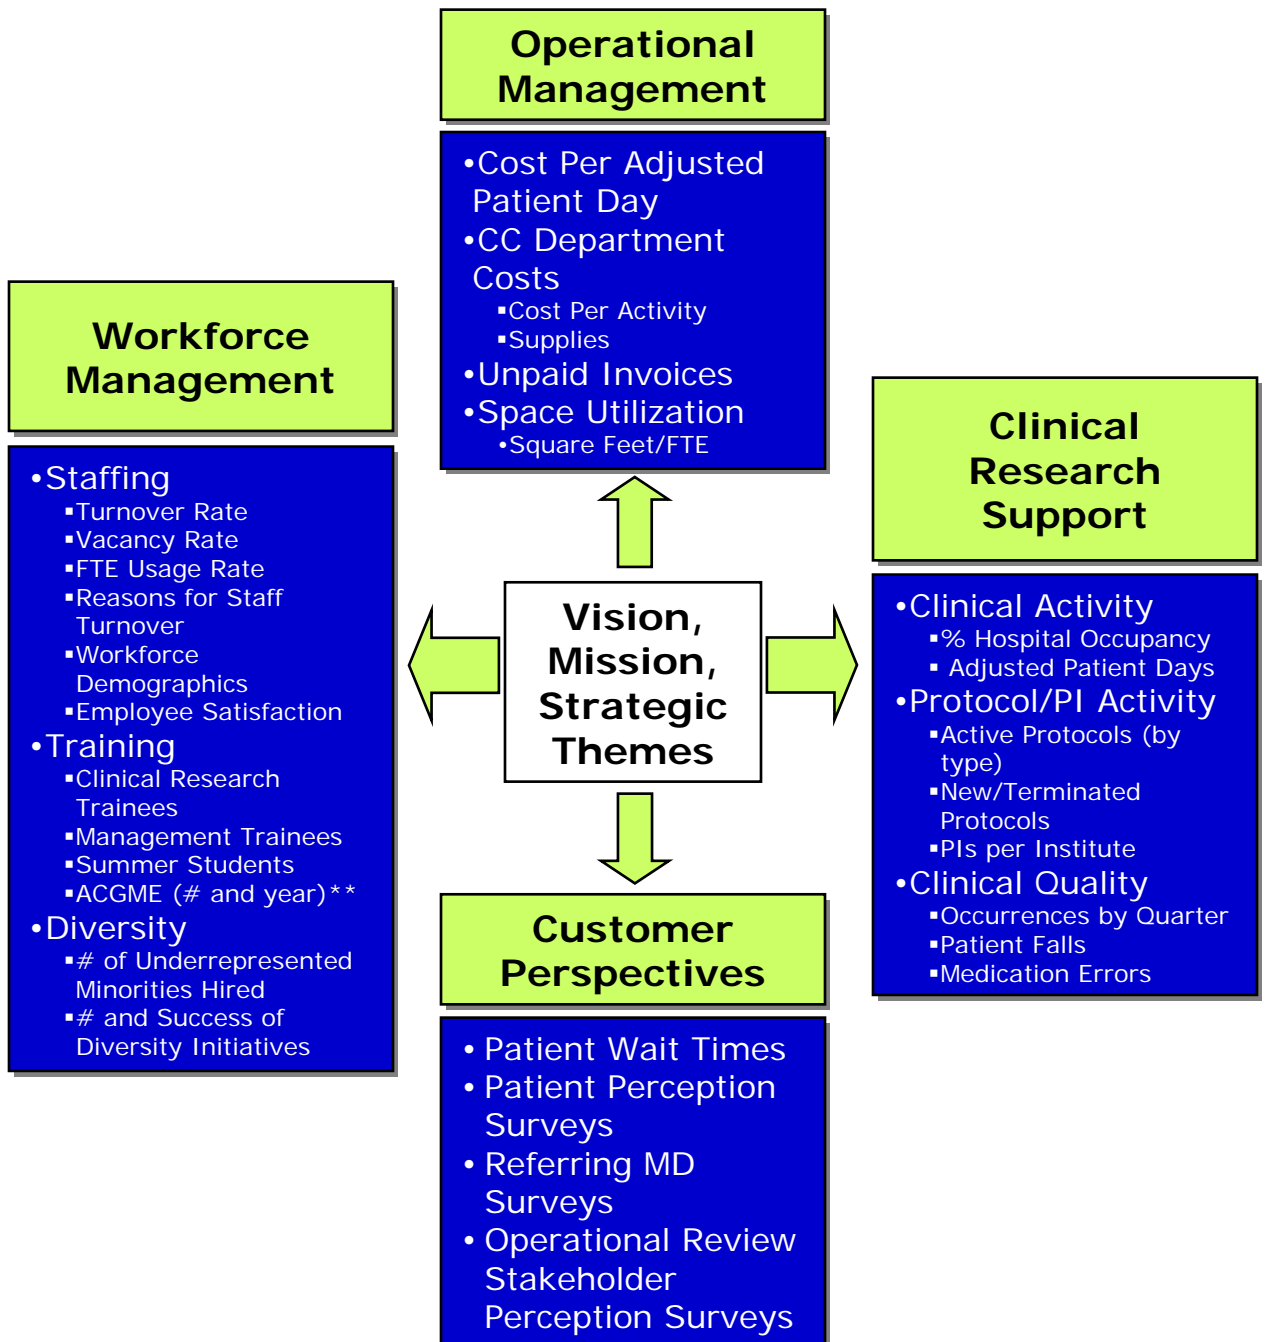 Operational
Management
•Cost Per Adjusted
Patient Day
•CC Department
Costs
▪Cost Per Activity
▪Supplies
•Unpaid Invoices
•Space Utilization
•Square Feet/FTE
Workforce
Management
•Staffing
▪Turnover Rate
▪Vacancy Rate
▪FTE Usage Rate
▪Reasons for Staff
Turnover
▪Workforce
Demographics
▪Employee Satisfaction
•Training
▪Clinical Research
Trainees
▪Management Trainees
▪Summer Students
▪ACGME (# and year)**
•Diversity
▪# of Underrepresented
Minorities Hired
▪# and Success of
Diversity Initiatives
Vision,
Mission,
Strategic
Themes
Clinical
Research
Support
•Clinical Activity
▪% Hospital Occupancy
▪ Adjusted Patient Days
•Protocol/PI Activity
▪Active Protocols (by
type)
▪New/Terminated
Protocols
▪PIs per Institute
•Clinical Quality
▪Occurrences by Quarter
▪Patient Falls
▪Medication Errors
Customer
Perspectives
• Patient Wait Times
• Patient Perception
Surveys
• Referring MD
Surveys
• Operational Review
Stakeholder
Perception Surveys